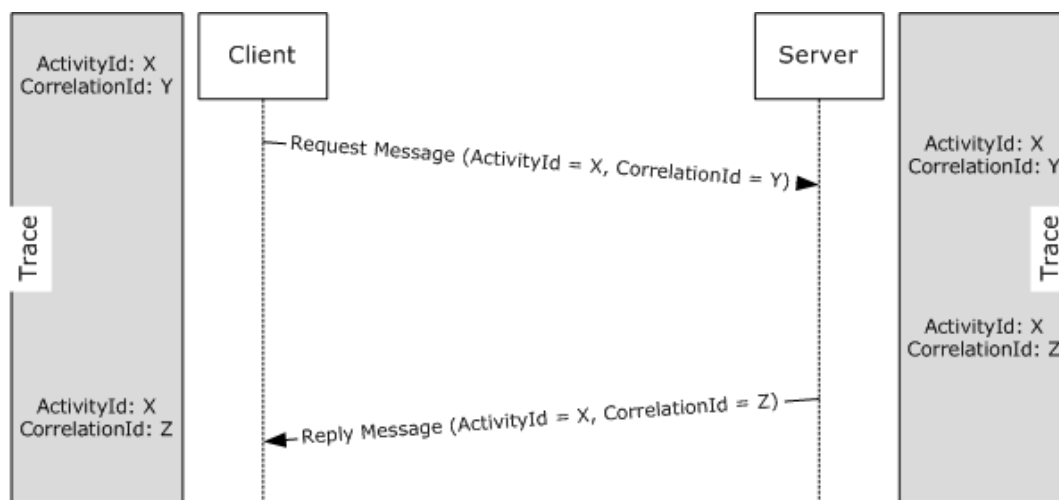 ActivityId: X
CorrelationId: Y
Client
Server
Request Message (ActivityId = X, CorrelationId = Y)
ActivityId: X
CorrelationId: Y
Trace
Trace
ActivityId: X
CorrelationId: Z
ActivityId: X
CorrelationId: Z
Reply Message (ActivityId = X, CorrelationId = Z)